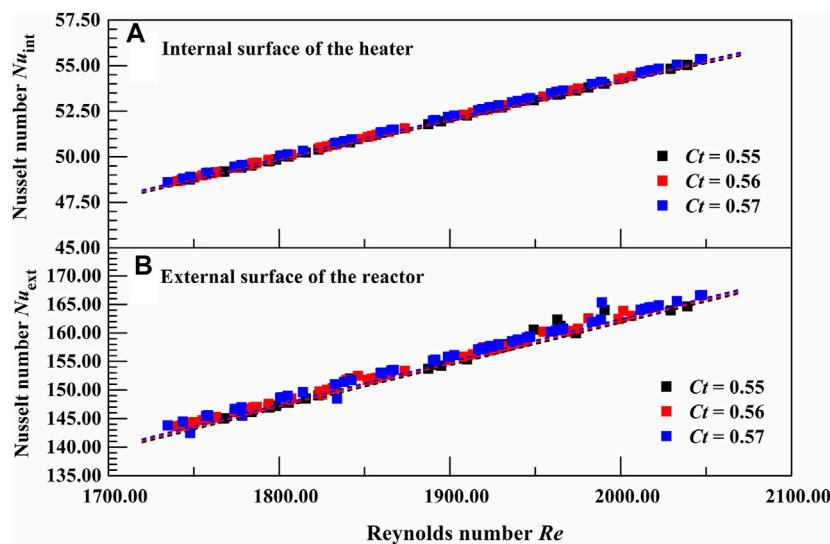 57.50
55.00
52.50
50.00
47.50
45.00
Nusselt number Nu_int
A
Internal surface of the heater
Ct = 0.55
Ct = 0.56
Ct = 0.57
170.00
165.00
160.00
155.00
150.00
145.00
140.00
135.00
Nusselt number Nu_ext
B
External surface of the reactor
Ct = 0.55
Ct = 0.56
Ct = 0.57
1700.00 1800.00 1900.00 2000.00 2100.00
Reynolds number Re